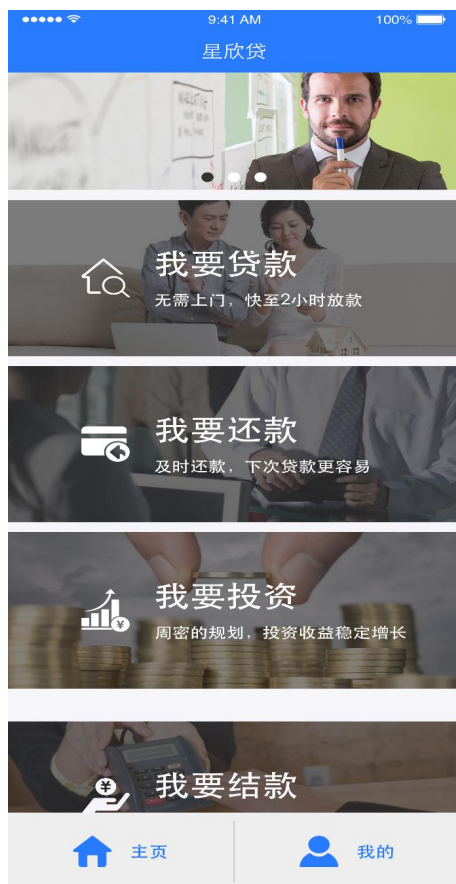 9:41 AM
100%
星欣贷
我要贷款
无需上门，快至2小时放款
我要还款
及时还款，下次贷款更容易
我要投资
周密的规划，投资收益稳定增长
我要结款
主页
我的